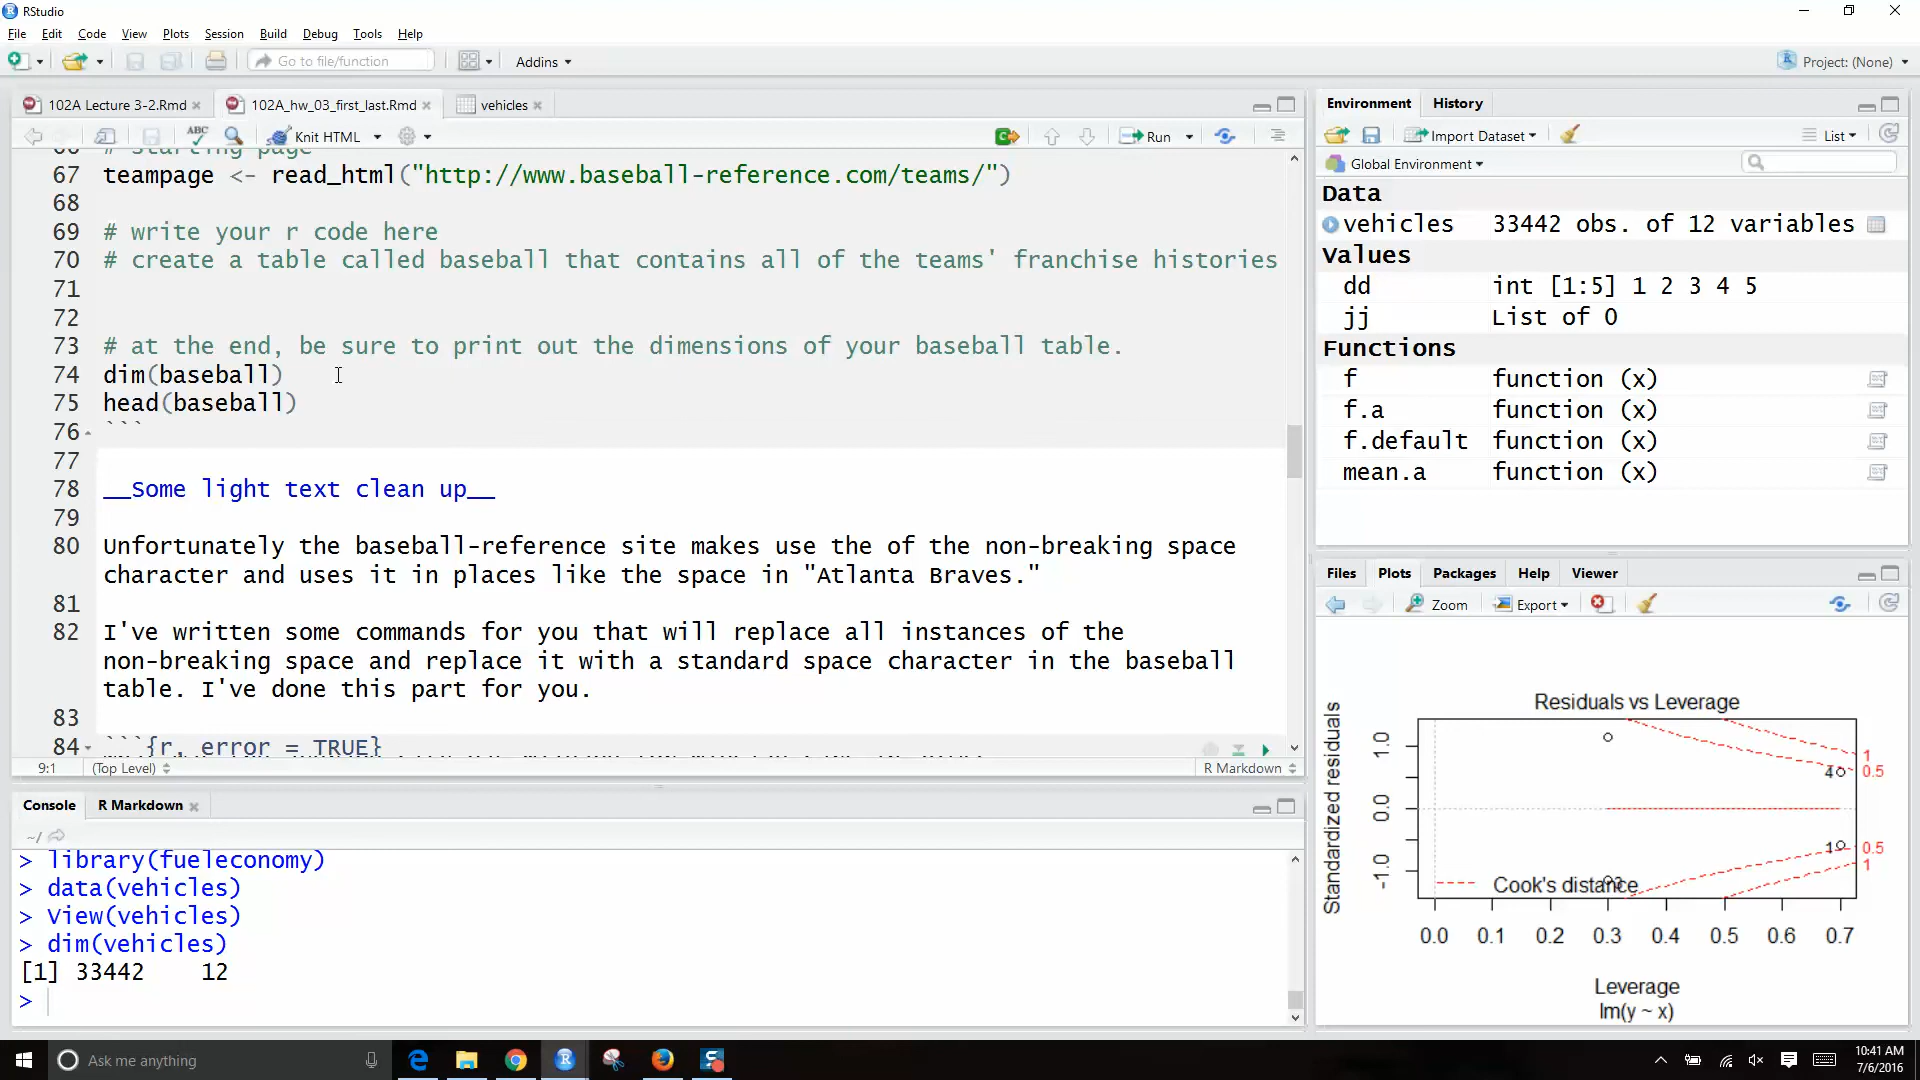 RStudio
File Edit Code View Plots Session Build Debug Tools Help
Go to file/function Addins Project: (None)
102A Lecture 3-2.Rmd 102A_hw_03_first_last.Rmd vehicles
ABC Knit HTML Run
66 # starting page
67 teampage <- read_html("http://www.baseball-reference.com/teams/")
68
69 # write your r code here
70 # create a table called baseball that contains all of the teams' franchise histories
71
72
73 # at the end, be sure to print out the dimensions of your baseball table.
74 dim(baseball)
75 head(baseball)
76 ```
77
78 __Some light text clean up__
79
80 Unfortunately the baseball-reference site makes use the of the non-breaking space
character and uses it in places like the space in "Atlanta Braves."
81
82 I've written some commands for you that will replace all instances of the
non-breaking space and replace it with a standard space character in the baseball
table. I've done this part for you.
83
84 ```{r, error = TRUE}
9:1 (Top Level) R Markdown
Console R Markdown
~/
> library(fueleconomy)
> data(vehicles)
> View(vehicles)
> dim(vehicles)
[1] 33442 12
>
Environment History
Import Dataset List
Global Environment
Data
vehicles 33442 obs. of 12 variables
Values
dd int [1:5] 1 2 3 4 5
jj List of 0
Functions
f function (x)
f.a function (x)
f.default function (x)
mean.a function (x)
Files Plots Packages Help Viewer
Zoom Export
Residuals vs Leverage
Standardized residuals
1.0
0.0
-1.0
1
0.5
0.5
1
4
1
Cook's distance
0.0 0.1 0.2 0.3 0.4 0.5 0.6 0.7
Leverage
lm(y ~ x)
Ask me anything
10:41 AM
7/6/2016